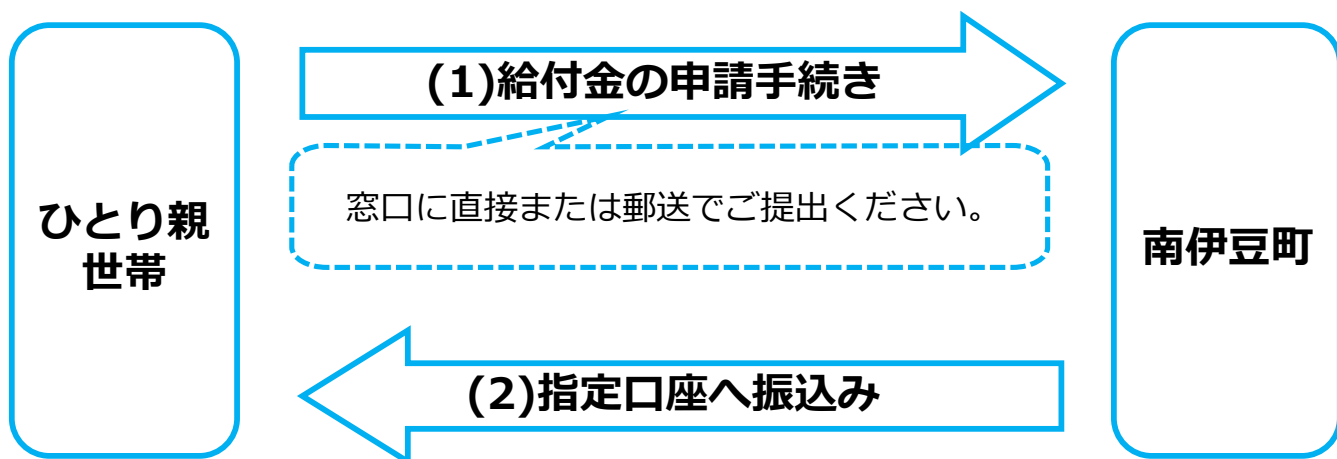 (1)給付金の申請手続き
窓口に直接または郵送でご提出ください。
ひとり親
世帯
南伊豆町
(2)指定口座へ振込み